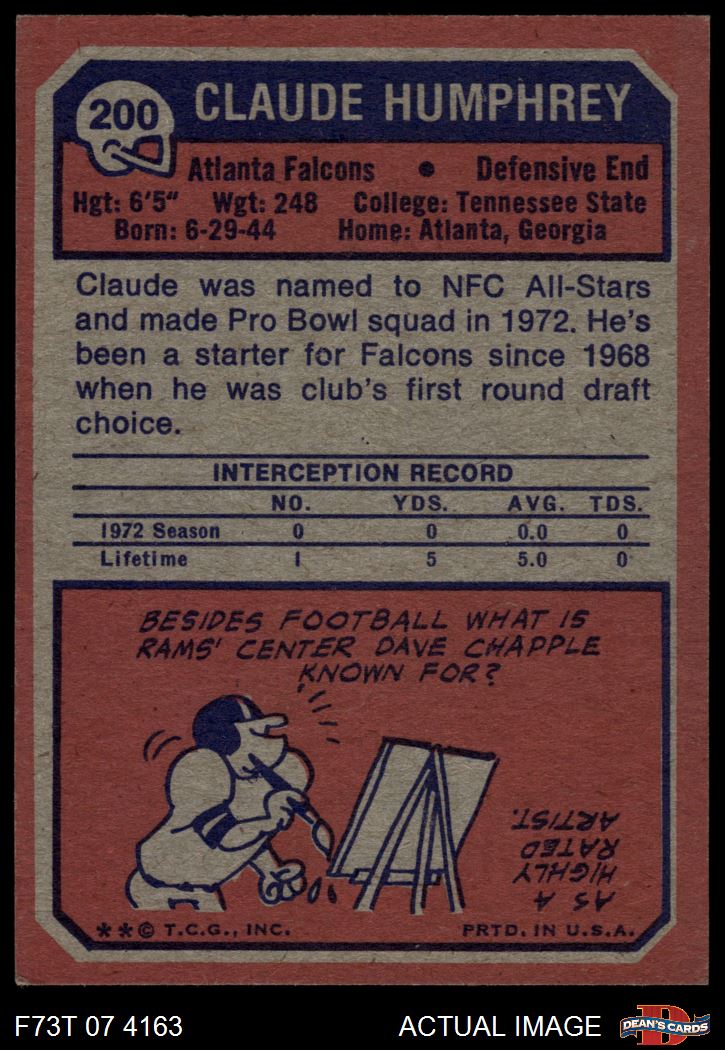 200
CLAUDE HUMPHREY
Atlanta Falcons • Defensive End
Hgt: 6'5" Wgt: 248 College: Tennessee State
Born: 6-29-44 Home: Atlanta, Georgia
Claude was named to NFC All-Stars
and made Pro Bowl squad in 1972. He's
been a starter for Falcons since 1968
when he was club's first round draft
choice.
INTERCEPTION RECORD
NO. YDS. AVG. TDS.
1972 Season 0 0 0.0 0
Lifetime 1 5 5.0 0
BESIDES FOOTBALL WHAT IS
RAMS' CENTER DAVE CHAPPLE
KNOWN FOR?
AS A
HIGHLY
RATED
ARTIST.
**© T.C.G., INC. PRTD. IN U.S.A.
F73T 07 4163 ACTUAL IMAGE
D
DEAN'S CARDS